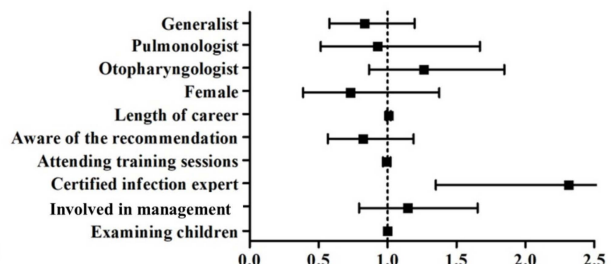 Generalist
Pulmonologist
Otopharyngologist
Female
Length of career
Aware of the recommendation
Attending training sessions
Certified infection expert
Involved in management
Examining children
0.0 0.5 1.0 1.5 2.0 2.5